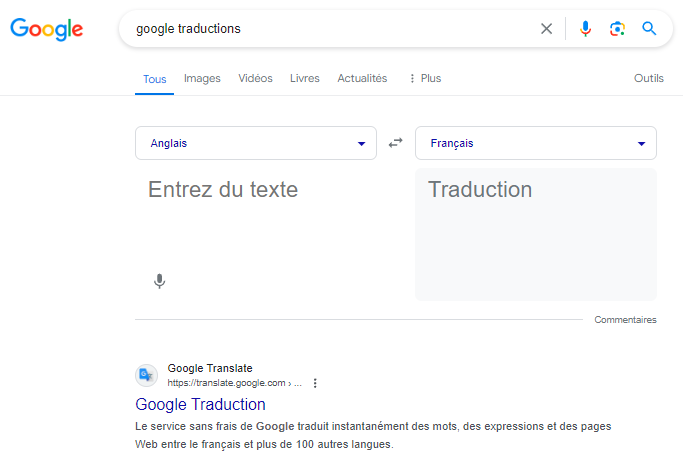 Google
google traductions
Tous Images Vidéos Livres Actualités Plus Outils
Anglais Français
Entrez du texte Traduction
Commentaires
Google Translate
https://translate.google.com › ...
Google Traduction
Le service sans frais de Google traduit instantanément des mots, des expressions et des pages
Web entre le français et plus de 100 autres langues.